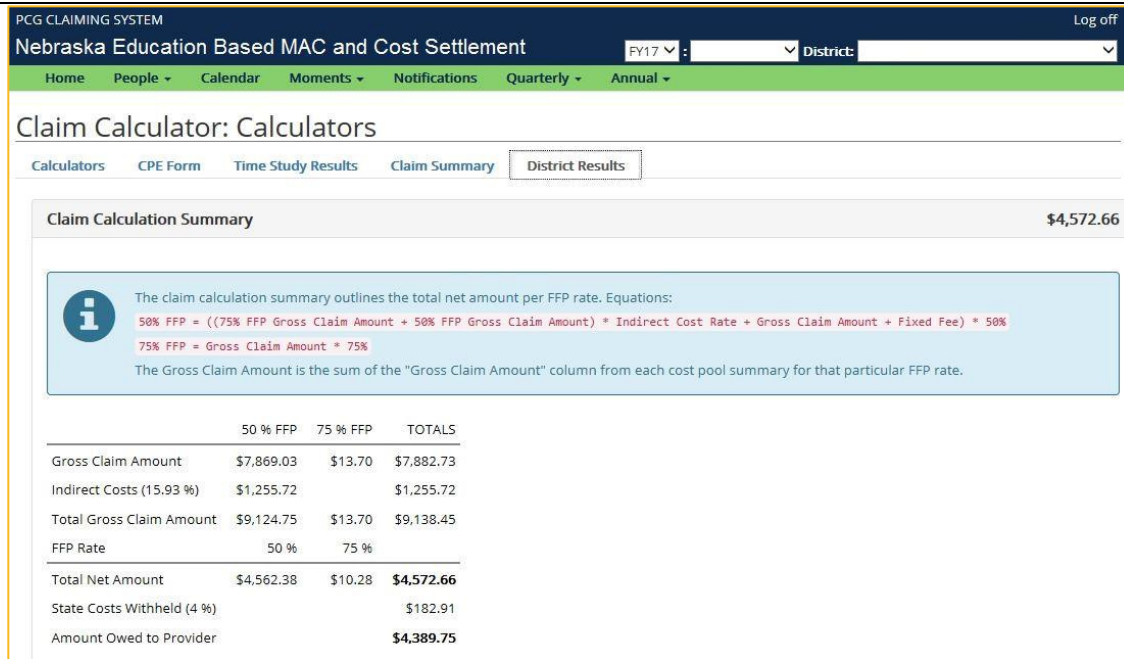 PCG CLAIMING SYSTEM Log off
Nebraska Education Based MAC and Cost Settlement FY17 : District:
Home People Calendar Moments Notifications Quarterly Annual
Claim Calculator: Calculators
Calculators CPE Form Time Study Results Claim Summary District Results
Claim Calculation Summary $4,572.66
The claim calculation summary outlines the total net amount per FFP rate. Equations:
50% FFP = ((75% FFP Gross Claim Amount + 50% FFP Gross Claim Amount) * Indirect Cost Rate + Gross Claim Amount + Fixed Fee) * 50%
75% FFP = Gross Claim Amount * 75%
The Gross Claim Amount is the sum of the "Gross Claim Amount" column from each cost pool summary for that particular FFP rate.
50 % FFP 75 % FFP TOTALS
Gross Claim Amount $7,869.03 $13.70 $7,882.73
Indirect Costs (15.93 %) $1,255.72 $1,255.72
Total Gross Claim Amount $9,124.75 $13.70 $9,138.45
FFP Rate 50 % 75 %
Total Net Amount $4,562.38 $10.28 $4,572.66
State Costs Withheld (4 %) $182.91
Amount Owed to Provider $4,389.75